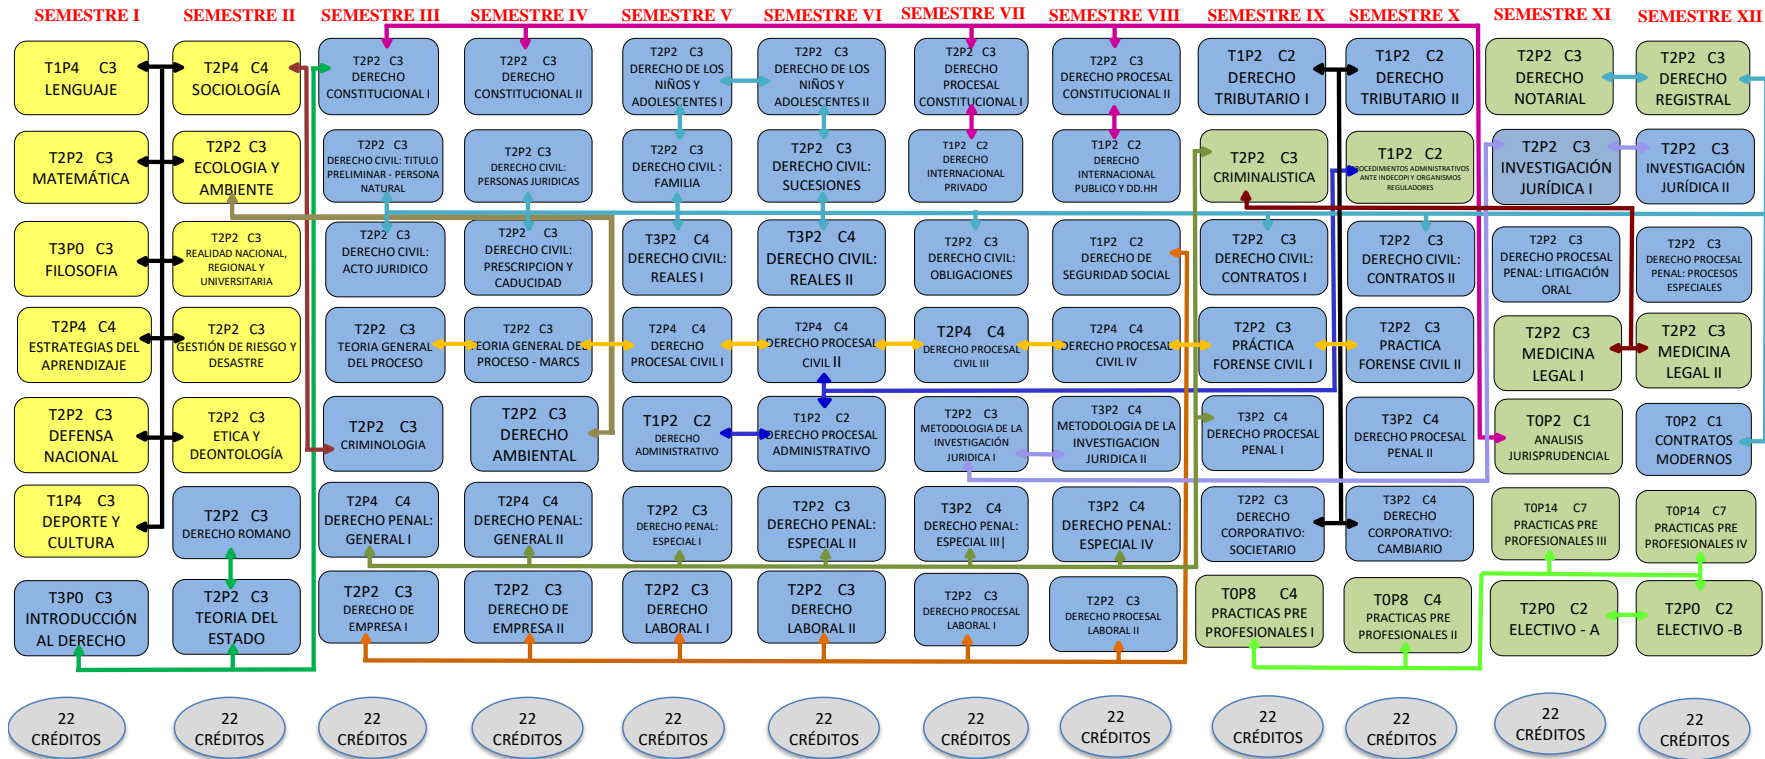 SEMESTRE I
SEMESTRE II
SEMESTRE III
SEMESTRE IV
SEMESTRE V
SEMESTRE VI
SEMESTRE VII
SEMESTRE VIII
SEMESTRE IX
SEMESTRE X
SEMESTRE XI
SEMESTRE XII
T1P4 C3
LENGUAJE
T2P4 C4
SOCIOLOGÍA
T2P2 C3
DERECHO
CONSTITUCIONAL I
T2P2 C3
DERECHO
CONSTITUCIONAL II
T2P2 C3
DERECHO DE LOS
NIÑOS Y
ADOLESCENTES I
T2P2 C3
DERECHO DE LOS
NIÑOS Y
ADOLESCENTES II
T2P2 C3
DERECHO
PROCESAL
CONSTITUCIONAL I
T2P2 C3
DERECHO PROCESAL
CONSTITUCIONAL II
T1P2 C2
DERECHO
TRIBUTARIO I
T1P2 C2
DERECHO
TRIBUTARIO II
T2P2 C3
DERECHO
NOTARIAL
T2P2 C3
DERECHO
REGISTRAL
T2P2 C3
MATEMÁTICA
T2P2 C3
ECOLOGIA Y
AMBIENTE
T2P2 C3
DERECHO CIVIL: TITULO
PRELIMINAR - PERSONA
NATURAL
T2P2 C3
DERECHO CIVIL:
PERSONAS JURIDICAS
T2P2 C3
DERECHO CIVIL :
FAMILIA
T2P2 C3
DERECHO CIVIL:
SUCESIONES
T1P2 C2
DERECHO
INTERNACIONAL
PRIVADO
T1P2 C2
DERECHO
INTERNACIONAL
PUBLICO Y DD.HH
T2P2 C3
CRIMINALISTICA
T1P2 C2
OCEDIMIENTOS ADMINISTRATIVOS
ANTE INDECOPI Y ORGANISMOS
REGULADORES
T2P2 C3
INVESTIGACIÓN
JURÍDICA I
T2P2 C3
INVESTIGACIÓN
JURÍDICA II
T3P0 C3
FILOSOFIA
T2P2 C3
REALIDAD NACIONAL,
REGIONAL Y
UNIVERSITARIA
T2P2 C3
DERECHO CIVIL:
ACTO JURIDICO
T2P2 C3
DERECHO CIVIL:
PRESCRIPCION Y
CADUCIDAD
T3P2 C4
DERECHO CIVIL:
REALES I
T3P2 C4
DERECHO CIVIL:
REALES II
T2P2 C3
DERECHO CIVIL:
OBLIGACIONES
T1P2 C2
DERECHO DE
SEGURIDAD SOCIAL
T2P2 C3
DERECHO CIVIL:
CONTRATOS I
T2P2 C3
DERECHO CIVIL:
CONTRATOS II
T2P2 C3
DERECHO PROCESAL
PENAL: LITIGACIÓN
ORAL
T2P2 C3
DERECHO PROCESAL
PENAL: PROCESOS
ESPECIALES
T2P4 C4
ESTRATEGIAS DEL
APRENDIZAJE
T2P2 C3
GESTIÓN DE RIESGO Y
DESASTRE
T2P2 C3
TEORIA GENERAL
DEL PROCESO
T2P2 C3
TEORIA GENERAL DEL
PROCESO - MARCS
T2P4 C4
DERECHO
PROCESAL CIVIL I
T2P4 C4
DERECHO PROCESAL
CIVIL II
T2P4 C4
DERECHO PROCESAL
CIVIL III
T2P4 C4
DERECHO PROCESAL
CIVIL IV
T2P2 C3
PRÁCTICA
FORENSE CIVIL I
T2P2 C3
PRACTICA
FORENSE CIVIL II
T2P2 C3
MEDICINA
LEGAL I
T2P2 C3
MEDICINA
LEGAL II
T2P2 C3
DEFENSA
NACIONAL
T2P2 C3
ETICA Y
DEONTOLOGÍA
T2P2 C3
CRIMINOLOGIA
T2P2 C3
DERECHO
AMBIENTAL
T1P2 C2
DERECHO
ADMINISTRATIVO
T1P2 C2
DERECHO PROCESAL
ADMINISTRATIVO
T2P2 C3
METODOLOGIA DE LA
INVESTIGACIÓN
JURIDICA I
T3P2 C4
METODOLOGIA DE LA
INVESTIGACION
JURIDICA II
T3P2 C4
DERECHO PROCESAL
PENAL I
T3P2 C4
DERECHO PROCESAL
PENAL II
T0P2 C1
ANALISIS
JURISPRUDENCIAL
T0P2 C1
CONTRATOS
MODERNOS
T1P4 C3
DEPORTE Y
CULTURA
T2P2 C3
DERECHO ROMANO
T2P4 C4
DERECHO PENAL:
GENERAL I
T2P4 C4
DERECHO PENAL:
GENERAL II
T2P2 C3
DERECHO PENAL:
ESPECIAL I
T2P2 C3
DERECHO PENAL:
ESPECIAL II
T3P2 C4
DERECHO PENAL:
ESPECIAL III|
T3P2 C4
DERECHO PENAL:
ESPECIAL IV
T2P2 C3
DERECHO
CORPORATIVO:
SOCIETARIO
T3P2 C4
DERECHO
CORPORATIVO:
CAMBIARIO
T0P14 C7
PRACTICAS PRE
PROFESIONALES III
T0P14 C7
PRACTICAS PRE
PROFESIONALES IV
T3P0 C3
INTRODUCCIÓN
AL DERECHO
T2P2 C3
TEORIA DEL
ESTADO
T2P2 C3
DERECHO DE
EMPRESA I
T2P2 C3
DERECHO DE
EMPRESA II
T2P2 C3
DERECHO
LABORAL I
T2P2 C3
DERECHO
LABORAL II
T2P2 C3
DERECHO PROCESAL
LABORAL I
T2P2 C3
DERECHO PROCESAL
LABORAL II
T0P8 C4
PRACTICAS PRE
PROFESIONALES I
T0P8 C4
PRACTICAS PRE
PROFESIONALES II
T2P0 C2
ELECTIVO - A
T2P0 C2
ELECTIVO -B
22
CRÉDITOS
22
CRÉDITOS
22
CRÉDITOS
22
CRÉDITOS
22
CRÉDITOS
22
CRÉDITOS
22
CRÉDITOS
22
CRÉDITOS
22
CRÉDITOS
22
CRÉDITOS
22
CRÉDITOS
22
CRÉDITOS